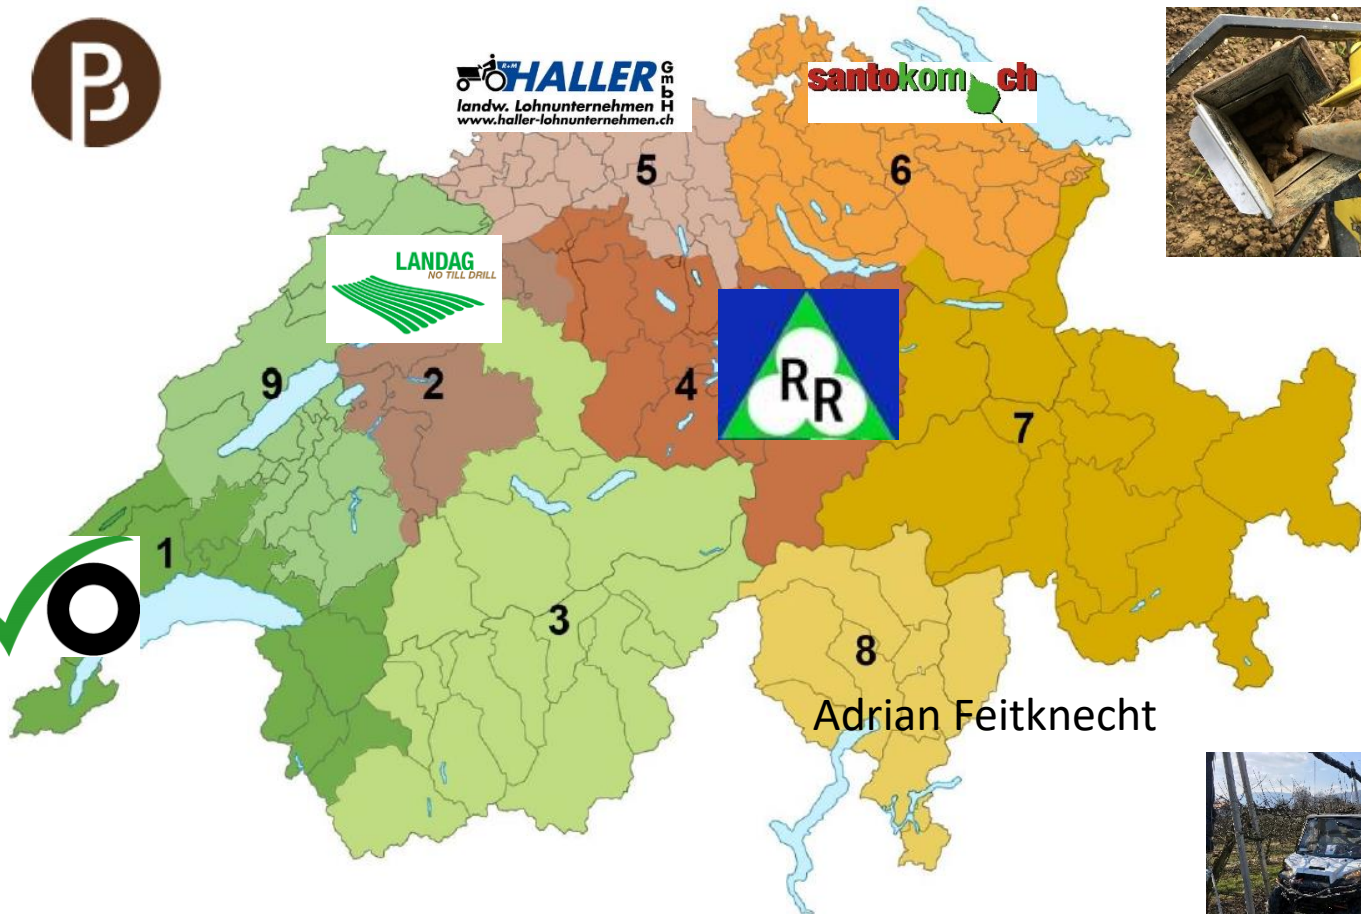 PB
R+M HALLER GmbH
landw. Lohnunternehmen
www.haller-lohnunternehmen.ch
santokom ch
5
6
LANDAG
NO TILL DRILL
9
2
4
RR
7
1
3
8
Adrian Feitknecht